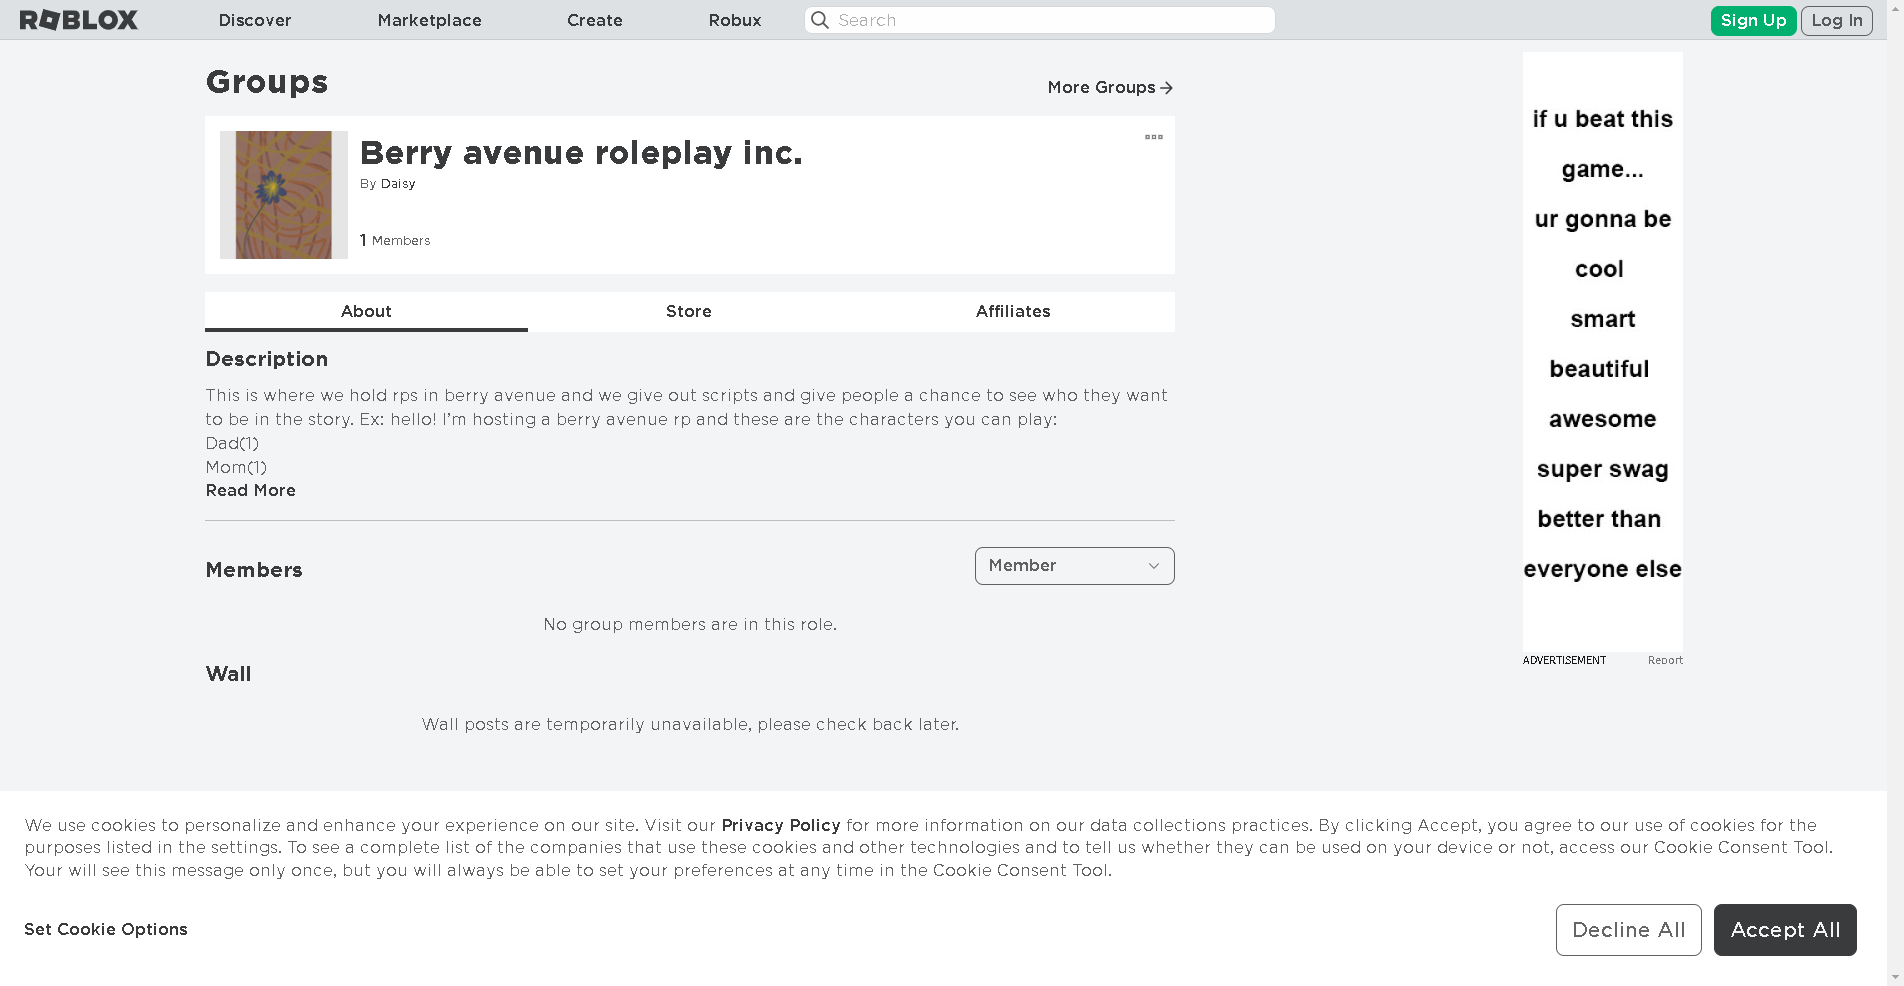 ROBLOX
Discover
Marketplace
Create
Robux
Search
Sign Up
Log In
Groups
More Groups
Berry avenue roleplay inc.
By Daisy
1 Members
About
Store
Affiliates
Description
This is where we hold rps in berry avenue and we give out scripts and give people a chance to see who they want
to be in the story. Ex: hello! I'm hosting a berry avenue rp and these are the characters you can play:
Dad(1)
Mom(1)
Read More
Members
Member
No group members are in this role.
Wall
Wall posts are temporarily unavailable, please check back later.
if u beat this
game...
ur gonna be
cool
smart
beautiful
awesome
super swag
better than
everyone else
ADVERTISEMENT
Report
We use cookies to personalize and enhance your experience on our site. Visit our Privacy Policy for more information on our data collections practices. By clicking Accept, you agree to our use of cookies for the
purposes listed in the settings. To see a complete list of the companies that use these cookies and other technologies and to tell us whether they can be used on your device or not, access our Cookie Consent Tool.
Your will see this message only once, but you will always be able to set your preferences at any time in the Cookie Consent Tool.
Set Cookie Options
Decline All
Accept All